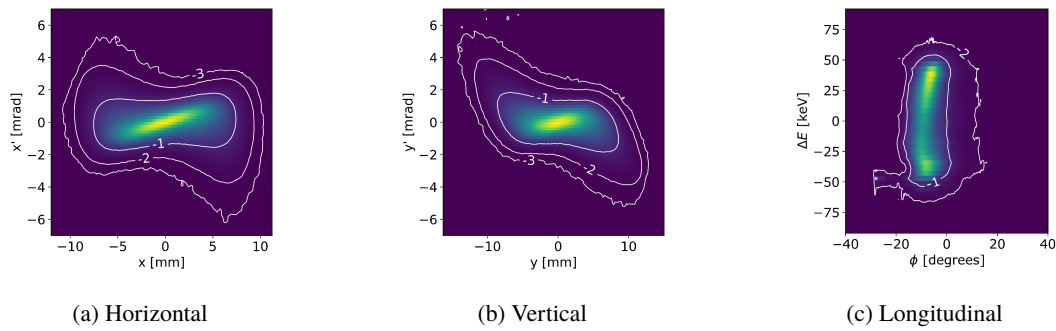 6
4
2
0
−2
−4
−6
x' [mrad]
-3
-1
-2
−10 −5 0 5 10
x [mm]
(a) Horizontal
6
4
2
0
−2
−4
−6
y' [mrad]
-1
-3
-2
−10 0 10
y [mm]
(b) Vertical
75
50
25
0
−25
−50
−75
ΔE [keV]
-2
-1
−40 −20 0 20 40
ϕ [degrees]
(c) Longitudinal